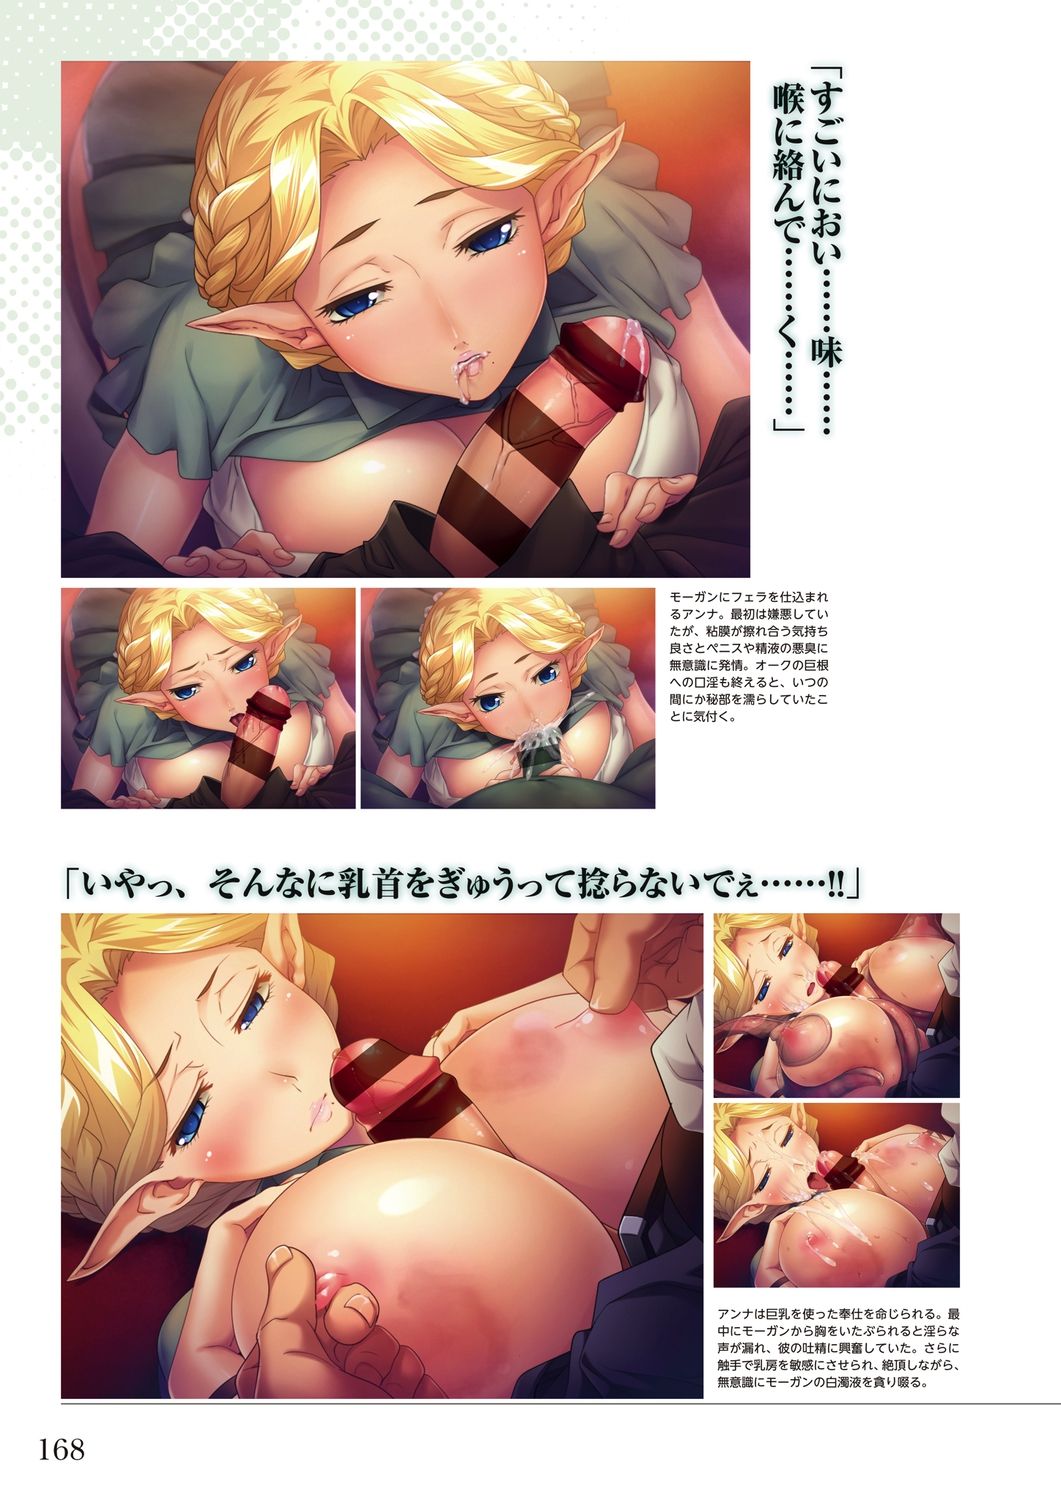 「すごいにおい……味……
喉に絡んで………く……」
モーガンにフェラを仕込まれ
るアンナ。最初は嫌悪してい
たが、粘膜が擦れ合う気持ち
良さとペニスや精液の悪臭に
無意識に発情。オークの巨根
への口淫も終えると、いつの
間にか秘部を濡らしていたこ
とに気付く。
「いやっ、そんなに乳首をぎゅうって捻らないでぇ……!!」
アンナは巨乳を使った奉仕を命じられる。最
中にモーガンから胸をいたぶられると淫らな
声が漏れ、彼の吐精に興奮していた。さらに
触手で乳房を敏感にさせられ、絶頂しながら、
無意識にモーガンの白濁液を貪り啜る。
168